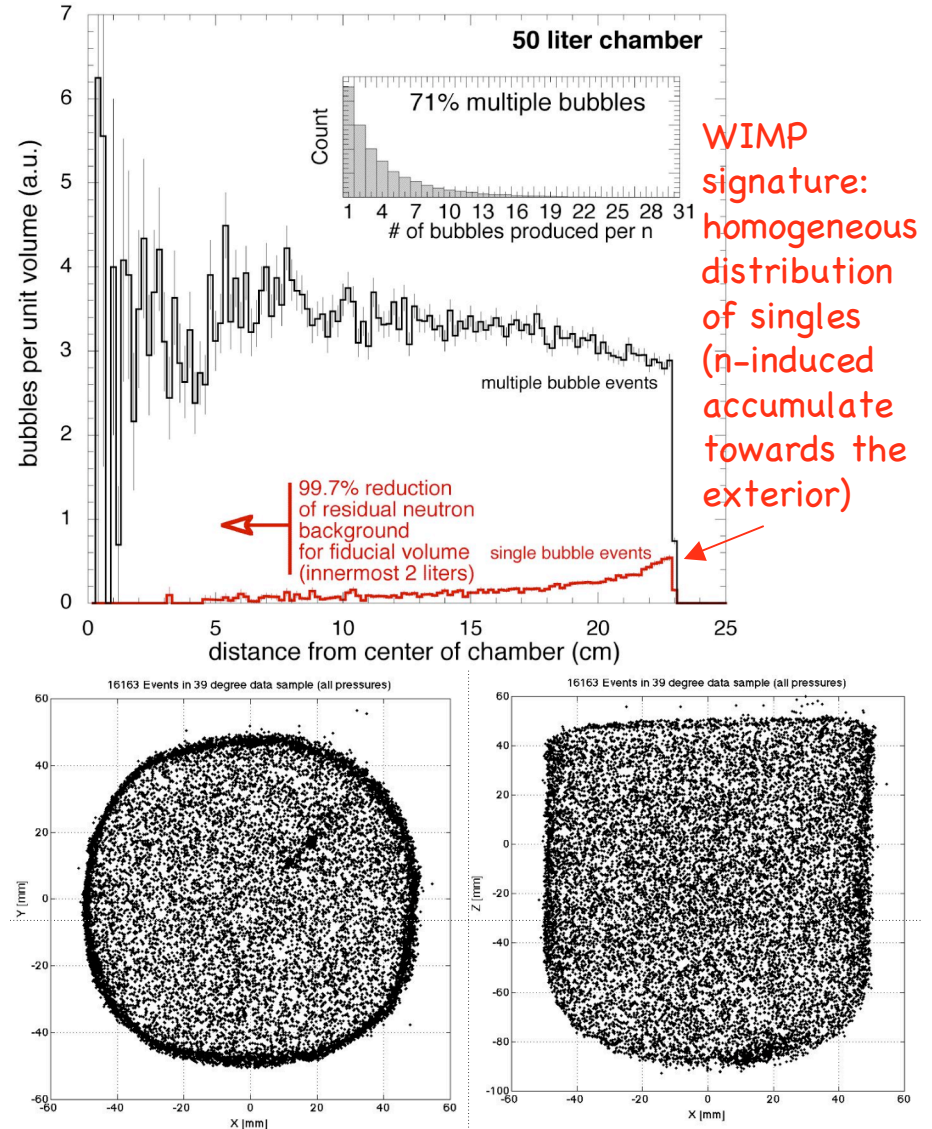 50 liter chamber
7
6
5
4
3
2
1
0
bubbles per unit volume (a.u.)
71% multiple bubbles
Count
1 4 7 10 13 16 19 22 25 28 31
# of bubbles produced per n
multiple bubble events
99.7% reduction
of residual neutron
background
for fiducial volume
(innermost 2 liters)
single bubble events
0 5 10 15 20 25
distance from center of chamber (cm)
WIMP
signature:
homogeneous
distribution
of singles
(n-induced
accumulate
towards the
exterior)
16163 Events in 39 degree data sample (all pressures)
60
40
20
0
-20
-40
-60
Y [mm]
-60 -40 -20 0 20 40 60
X [mm]
16163 Events in 39 degree data sample (all pressures)
60
40
20
0
-20
-40
-60
-80
-100
Z [mm]
-60 -40 -20 0 20 40 60
X [mm]